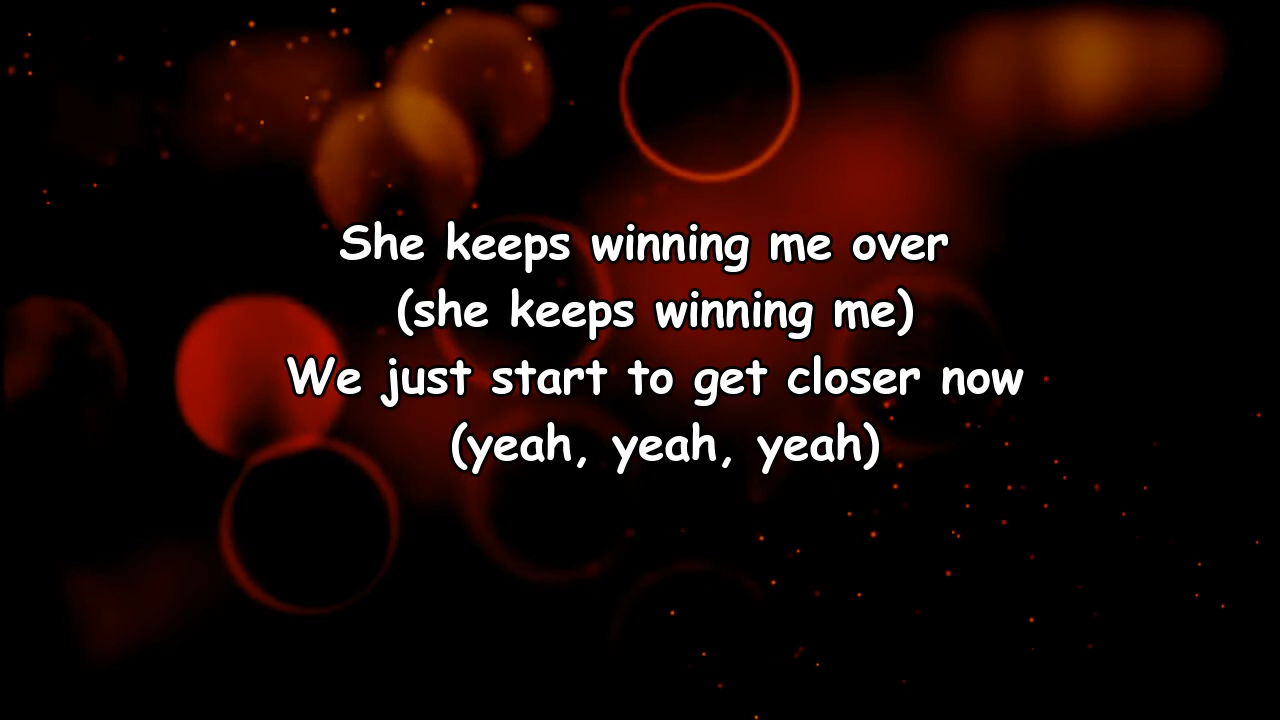 She keeps winning me over
(she keeps winning me)
We just start to get closer now
(yeah, yeah, yeah)